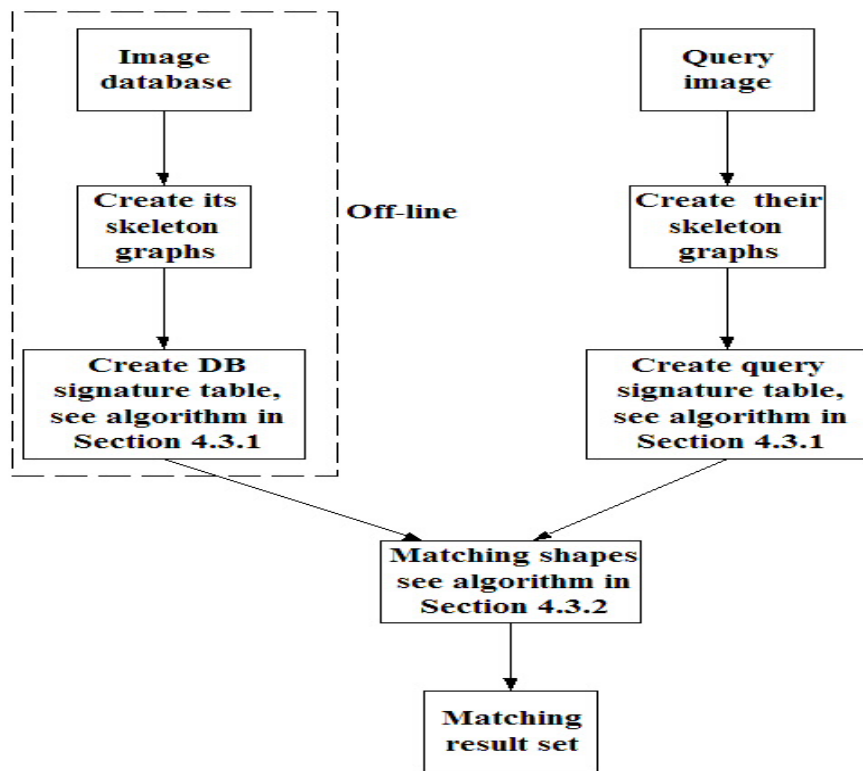 Image
database
Query
image
Create its
skeleton
graphs
Off-line
Create their
skeleton
graphs
Create DB
signature table,
see algorithm in
Section 4.3.1
Create query
signature table,
see algorithm in
Section 4.3.1
Matching shapes
see algorithm in
Section 4.3.2
Matching
result set